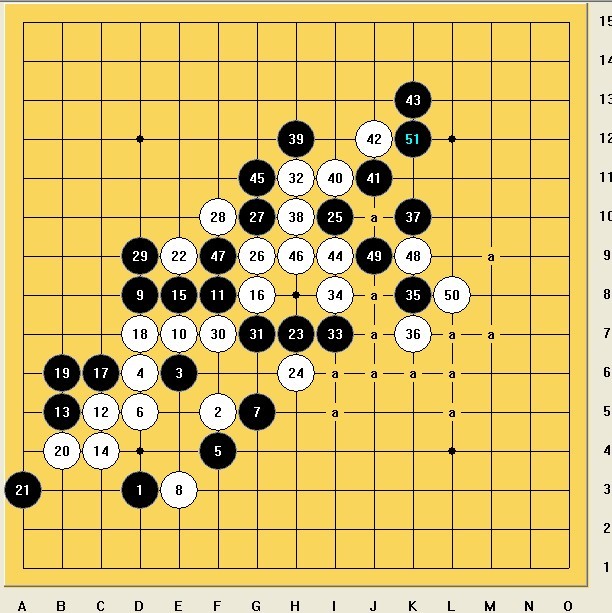 15
14
43 13
39 42 51 12
45 32 40 41 11
28 27 38 25 a 37 10
29 22 47 26 46 44 49 48 a 9
9 15 11 16 34 a 35 50 8
18 10 30 31 23 33 a 36 a a 7
19 17 4 3 24 a a a a 6
13 12 6 2 7 a a 5
20 14 5 4
21 1 8 3
2
1
A B C D E F G H I J K L M N O